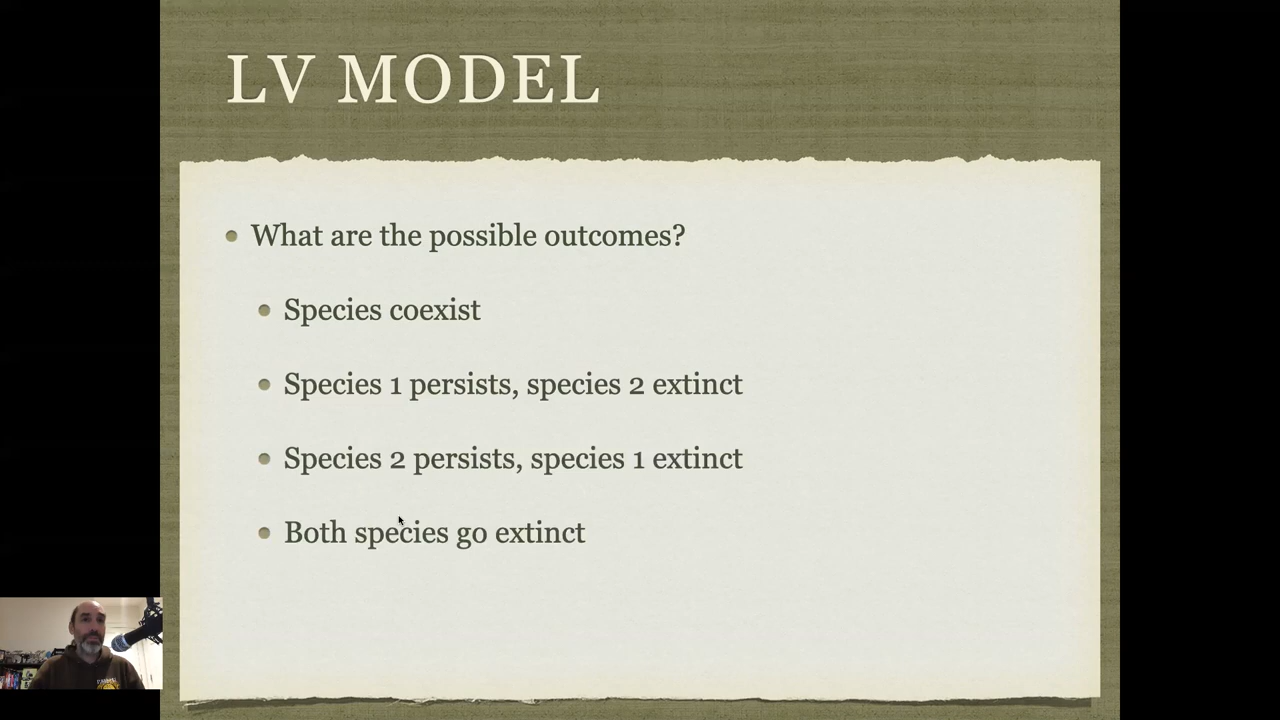 LV MODEL
What are the possible outcomes?
Species coexist
Species 1 persists, species 2 extinct
Species 2 persists, species 1 extinct
Both species go extinct